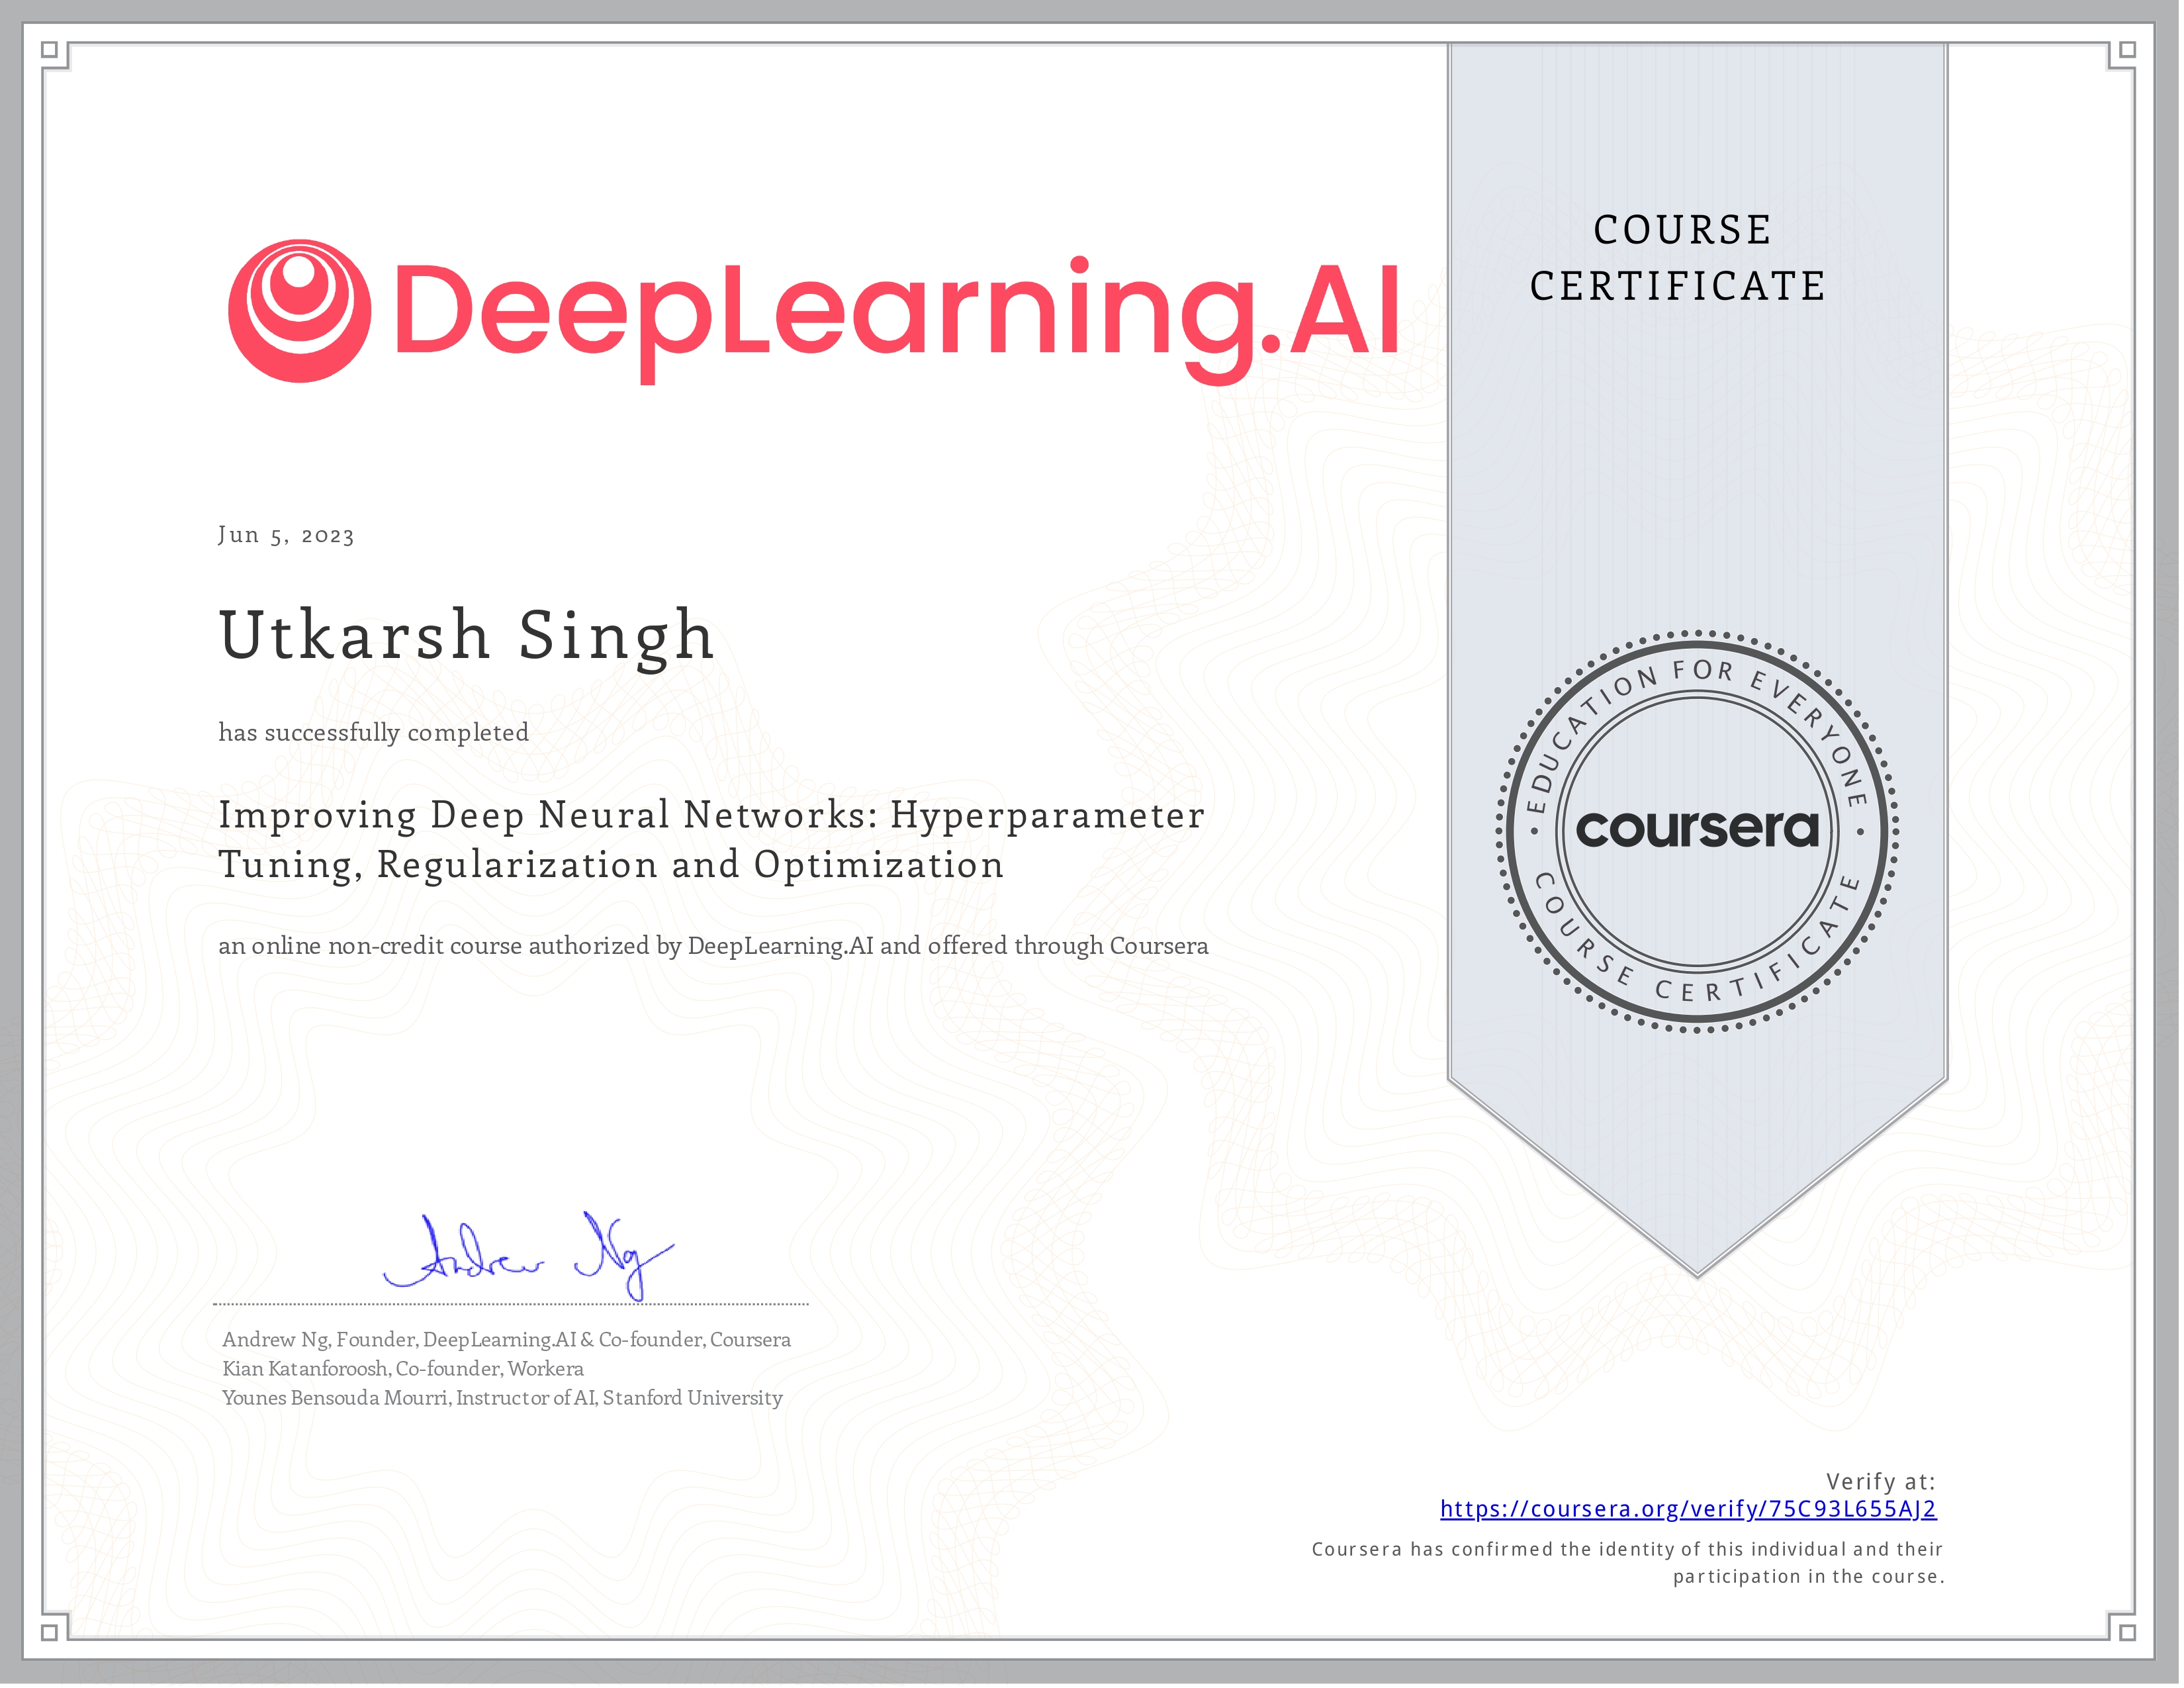 DeepLearning.AI
COURSE
CERTIFICATE
Jun 5, 2023
Utkarsh Singh
has successfully completed
Improving Deep Neural Networks: Hyperparameter
Tuning, Regularization and Optimization
an online non-credit course authorized by DeepLearning.AI and offered through Coursera
EDUCATION FOR EVERYONE
coursera
COURSE CERTIFICATE
Andrew Ng
Andrew Ng, Founder, DeepLearning.AI & Co-founder, Coursera
Kian Katanforoosh, Co-founder, Workera
Younes Bensouda Mourri, Instructor of AI, Stanford University
Verify at:
https://coursera.org/verify/75C93L655AJ2
Coursera has confirmed the identity of this individual and their
participation in the course.